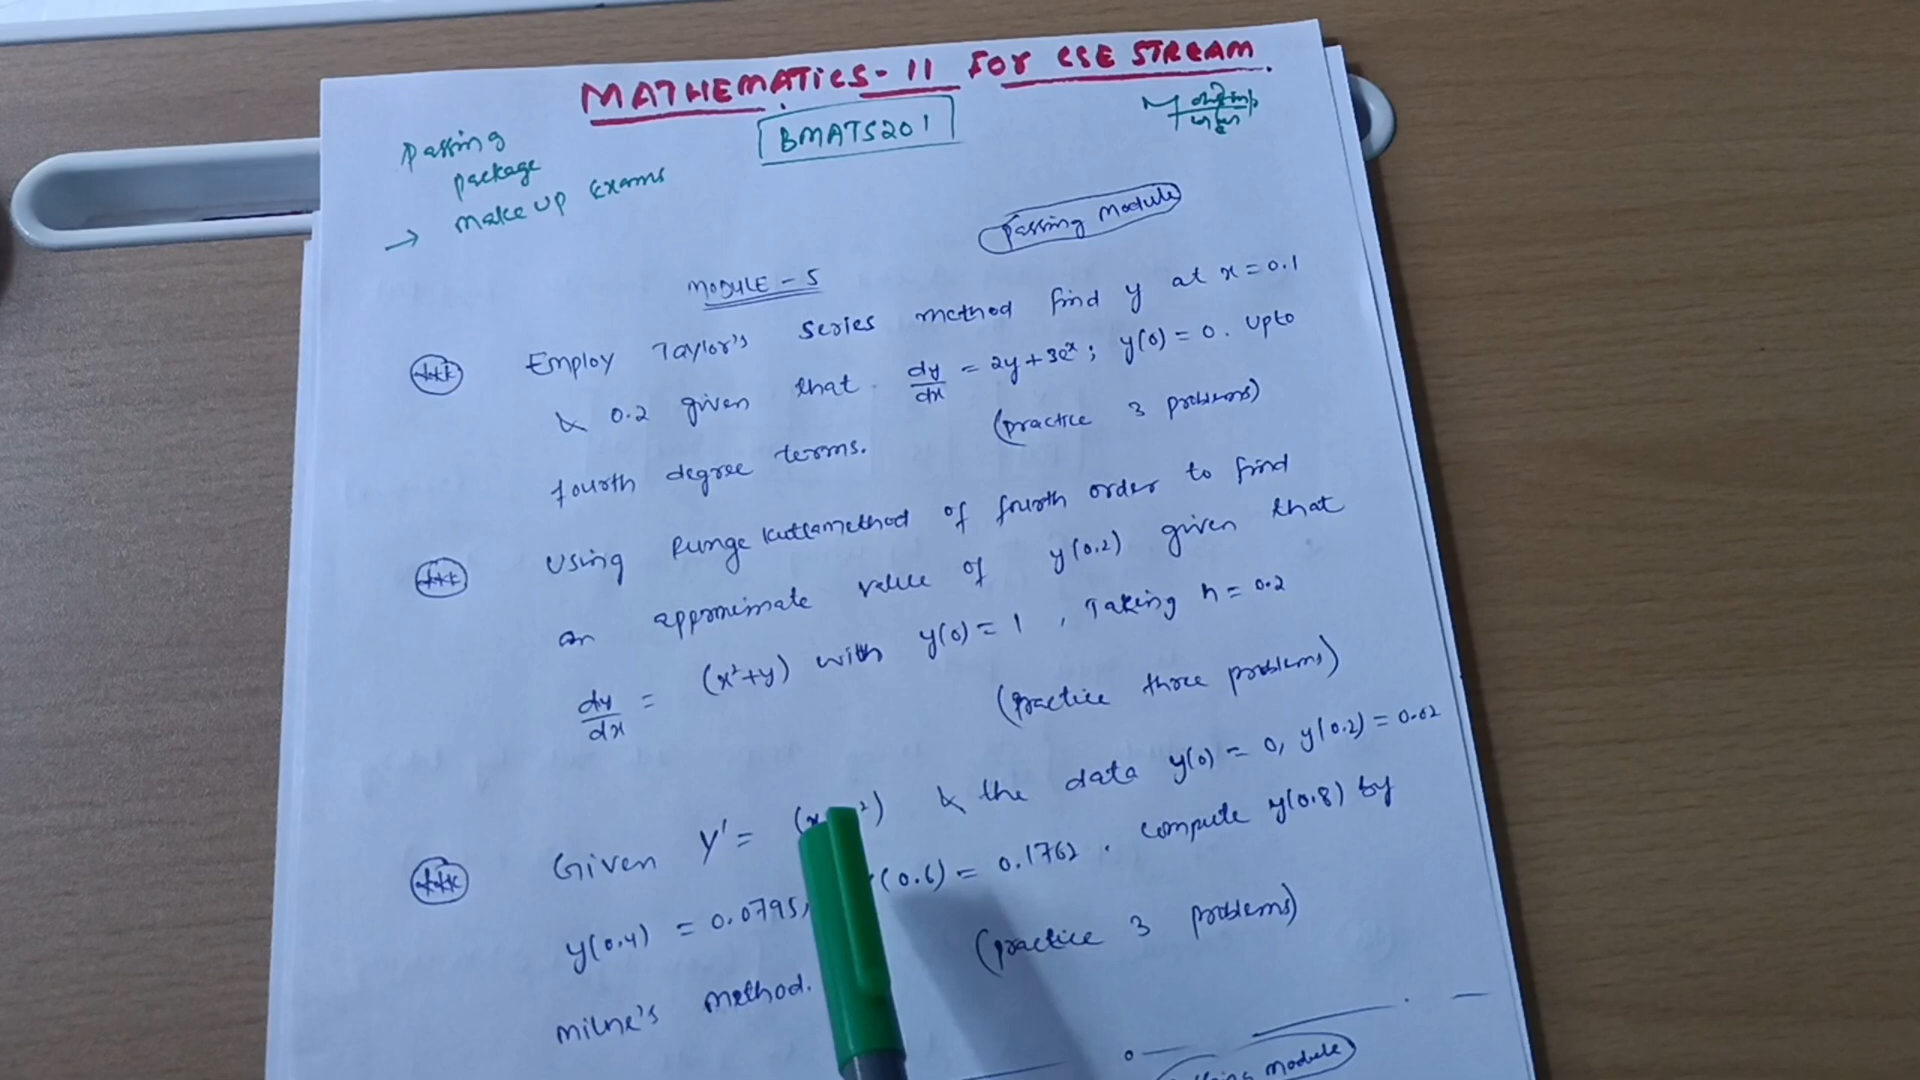 MATHEMATICS-II FOR CSE STREAM.
BMATS201
Passing
package
→ make up Exams
Passing Module
MODULE-5
Employ Taylor's series method find y at x=0.1
& 0.2 given that dy/dx = 2y+3eˣ; y(0)=0. upto
fourth degree terms. (practice 3 problems)
Using Runge kuttamethod of fourth order to find
an approximate value of y(0.2) given that
dy/dx = (x²+y) with y(0)=1, Taking h=0.2
(practice three problems)
Given y' = (x ²) & the data y(0)=0, y(0.2)=0.02
y(0.4) = 0.0795, (0.6)= 0.1762. compute y(0.8) by
milne's method. (practice 3 problems)
module